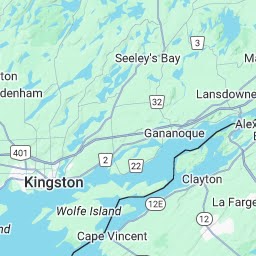 3
Seeley's Bay
Ma
ton
denham
32
Lansdowne
Gananoque
Alex
401
2
22
Kingston
Clayton
Wolfe Island
12E
La Farge
12
Cape Vincent